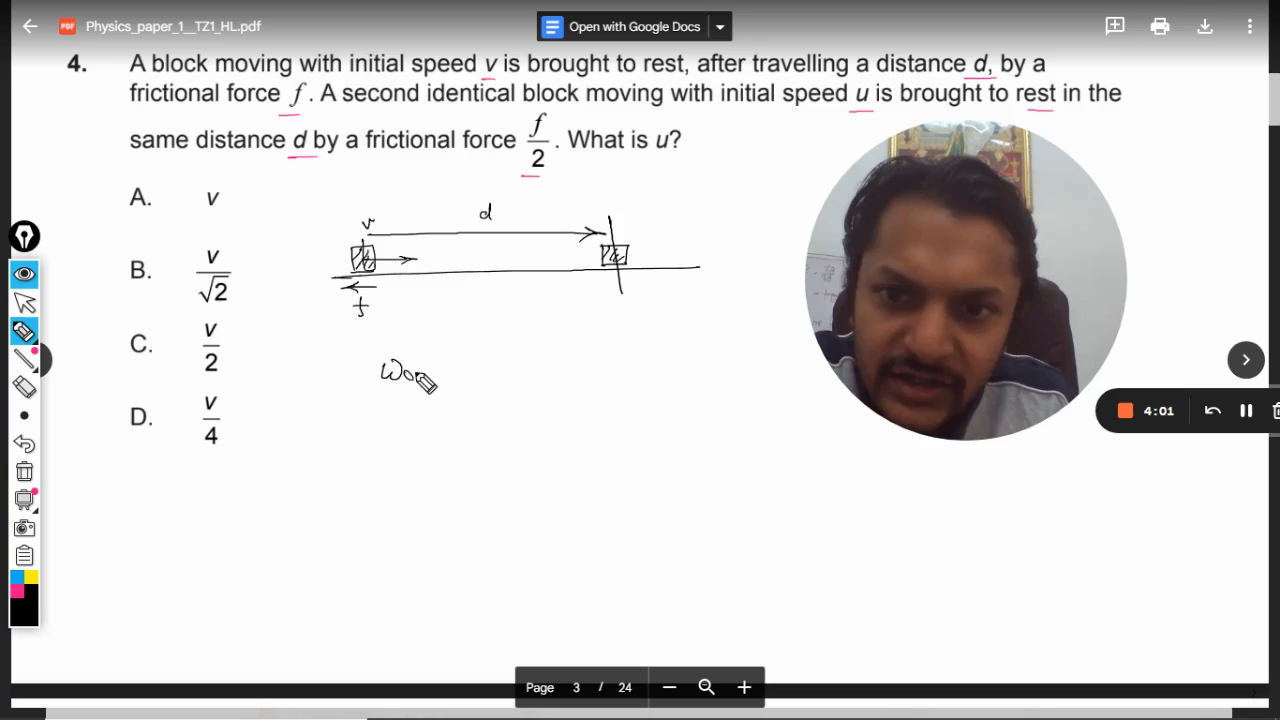 Physics_paper_1__TZ1_HL.pdf
Open with Google Docs
4. A block moving with initial speed v is brought to rest, after travelling a distance d, by a
frictional force f. A second identical block moving with initial speed u is brought to rest in the
same distance d by a frictional force f/2. What is u?
A. v
B. v/√2
C. v/2
D. v/4
v
d
f
Wo
4:01
Page 3 / 24